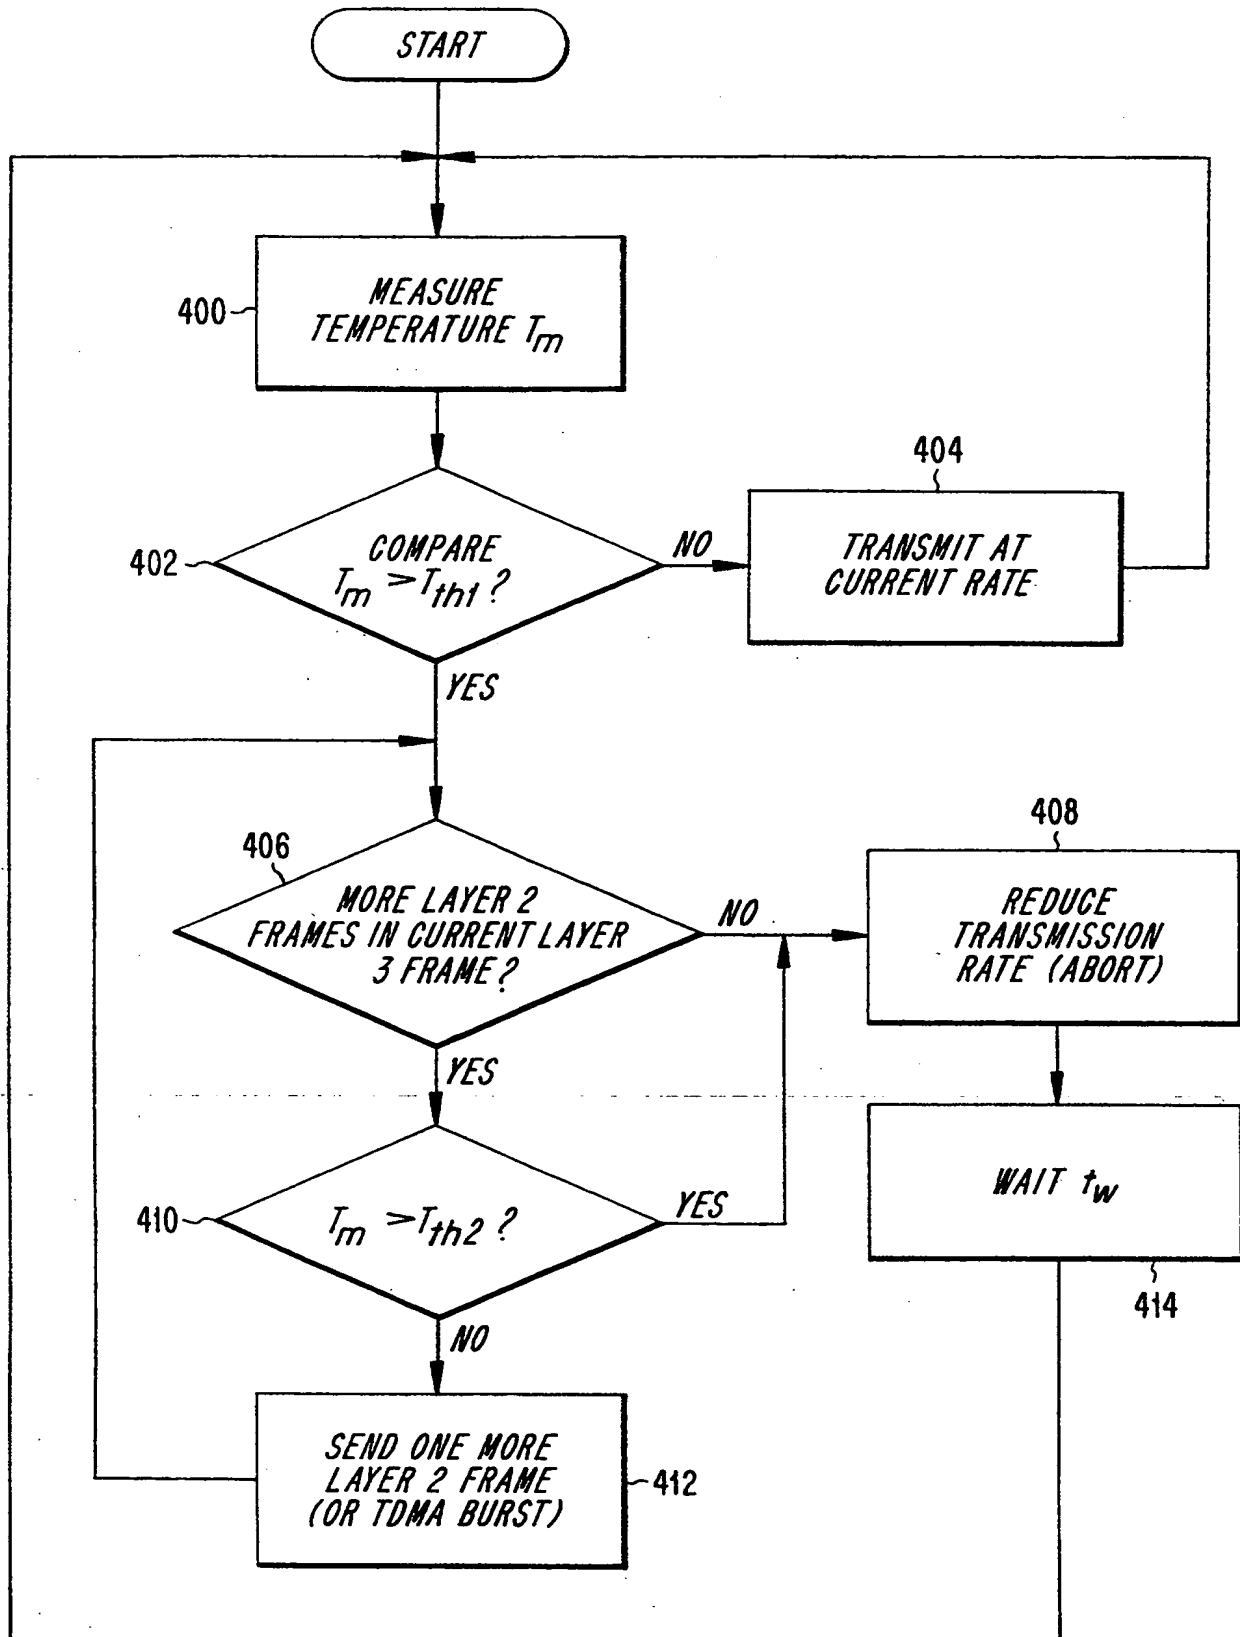 START
400
MEASURE
TEMPERATURE Tm
402
COMPARE
Tm > Tth1 ?
NO
404
TRANSMIT AT
CURRENT RATE
YES
406
MORE LAYER 2
FRAMES IN CURRENT LAYER
3 FRAME?
NO
408
REDUCE
TRANSMISSION
RATE (ABORT)
YES
410
Tm > Tth2 ?
YES
WAIT tw
414
NO
SEND ONE MORE
LAYER 2 FRAME
(OR TDMA BURST)
412